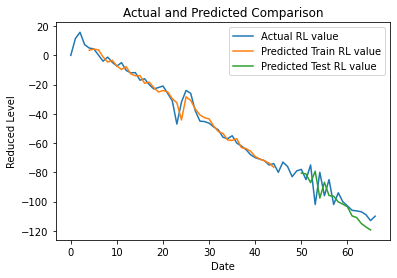 Actual and Predicted Comparison
Actual RL value
Predicted Train RL value
Predicted Test RL value
Reduced Level
20
0
−20
−40
−60
−80
−100
−120
0 10 20 30 40 50 60
Date